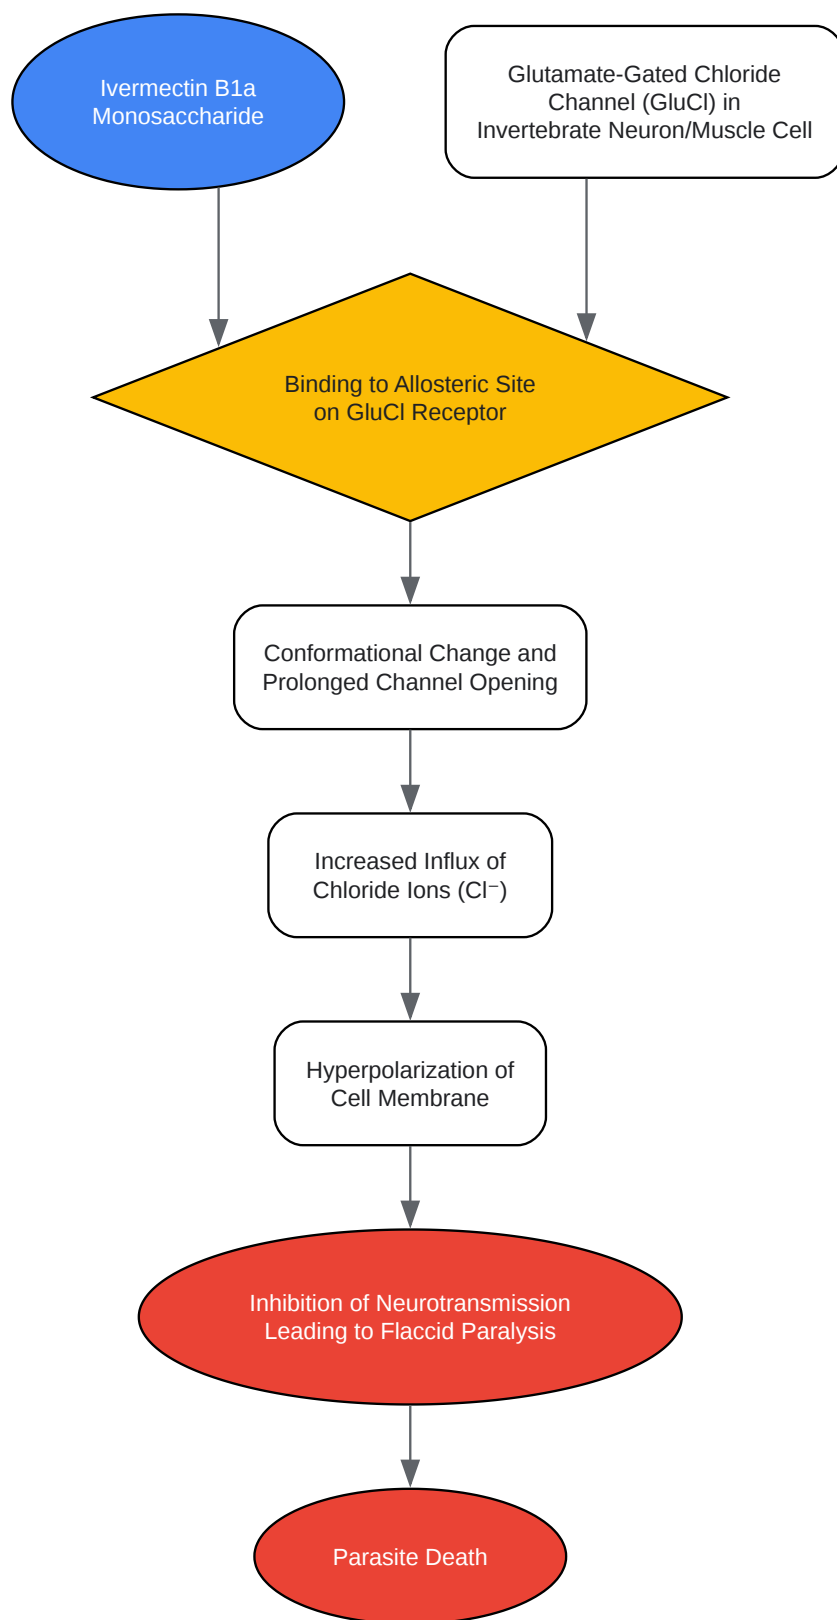 Ivermectin B1a
Monosaccharide
Glutamate-Gated Chloride
Channel (GluCl) in
Invertebrate Neuron/Muscle Cell
Binding to Allosteric Site
on GluCl Receptor
Conformational Change and
Prolonged Channel Opening
Increased Influx of
Chloride Ions (Cl⁻)
Hyperpolarization of
Cell Membrane
Inhibition of Neurotransmission
Leading to Flaccid Paralysis
Parasite Death